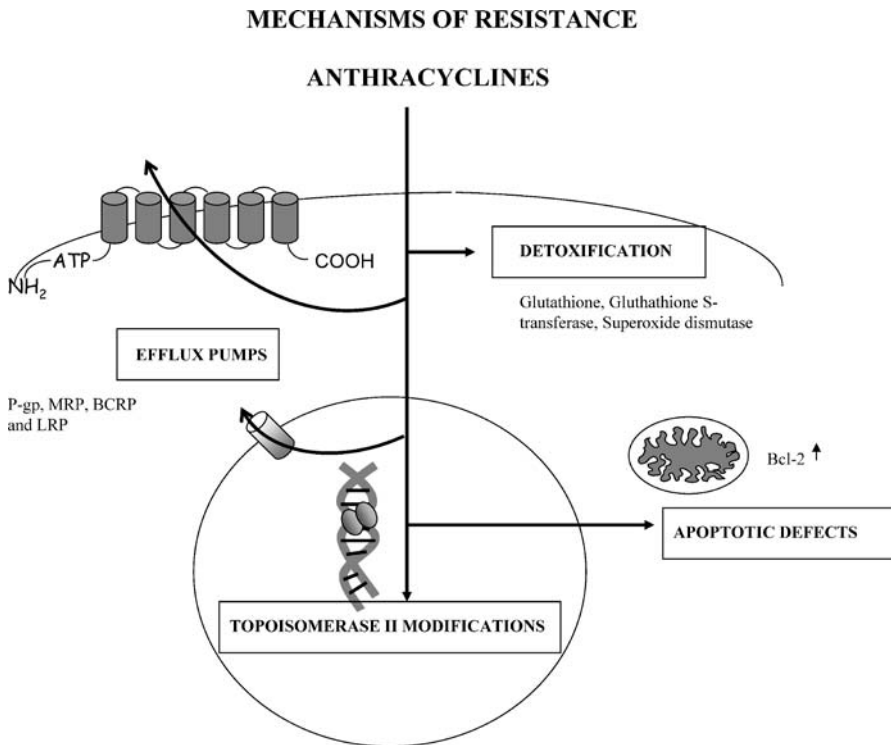 MECHANISMS OF RESISTANCE
ANTHRACYCLINES
ATP
NH2
COOH
DETOXIFICATION
Glutathione, Gluthathione S-
transferase, Superoxide dismutase
EFFLUX PUMPS
P-gp, MRP, BCRP
and LRP
Bcl-2
APOPTOTIC DEFECTS
TOPOISOMERASE II MODIFICATIONS